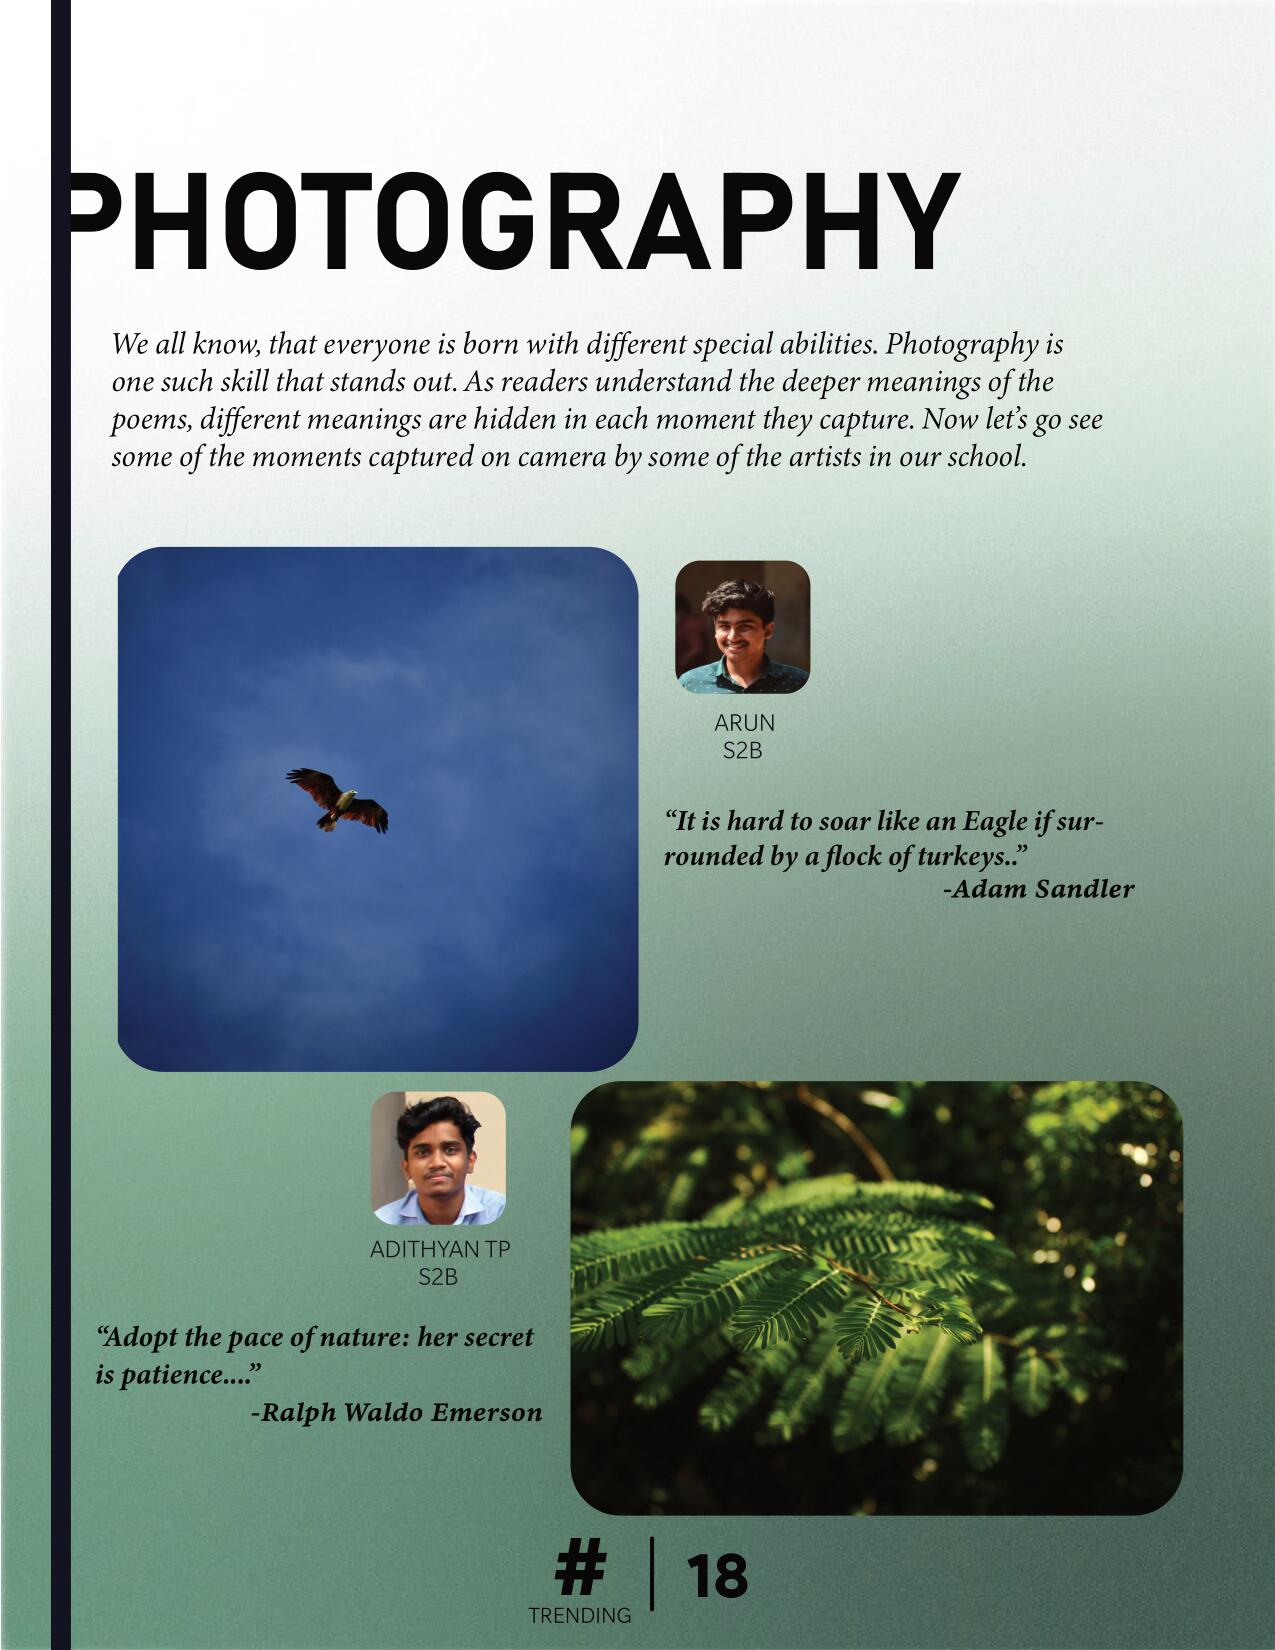 PHOTOGRAPHY
We all know, that everyone is born with different special abilities. Photography is
one such skill that stands out. As readers understand the deeper meanings of the
poems, different meanings are hidden in each moment they capture. Now let’s go see
some of the moments captured on camera by some of the artists in our school.
ARUN
S2B
“It is hard to soar like an Eagle if sur-
rounded by a flock of turkeys..”
-Adam Sandler
ADITHYAN TP
S2B
“Adopt the pace of nature: her secret
is patience....”
-Ralph Waldo Emerson
# | 18
TRENDING